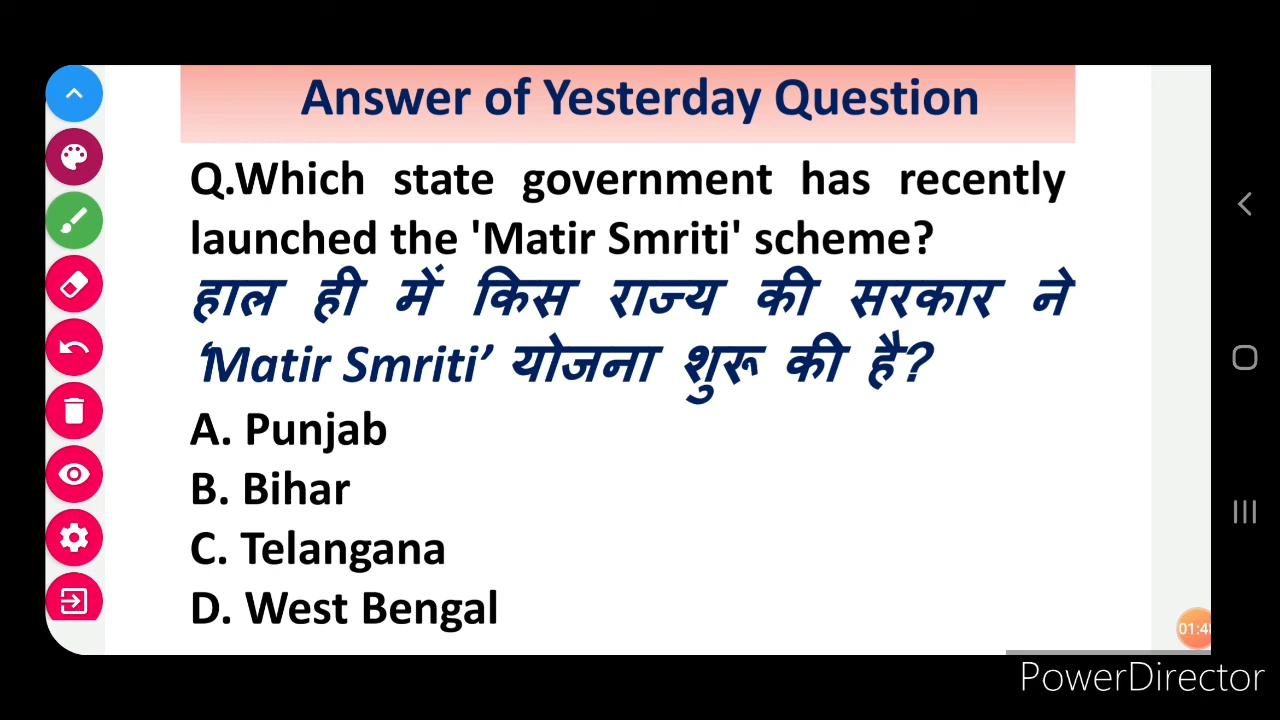 Answer of Yesterday Question
Q.Which state government has recently
launched the 'Matir Smriti' scheme?
हाल ही में किस राज्य की सरकार ने
‘Matir Smriti’ योजना शुरू की है?
A. Punjab
B. Bihar
C. Telangana
D. West Bengal
PowerDirector